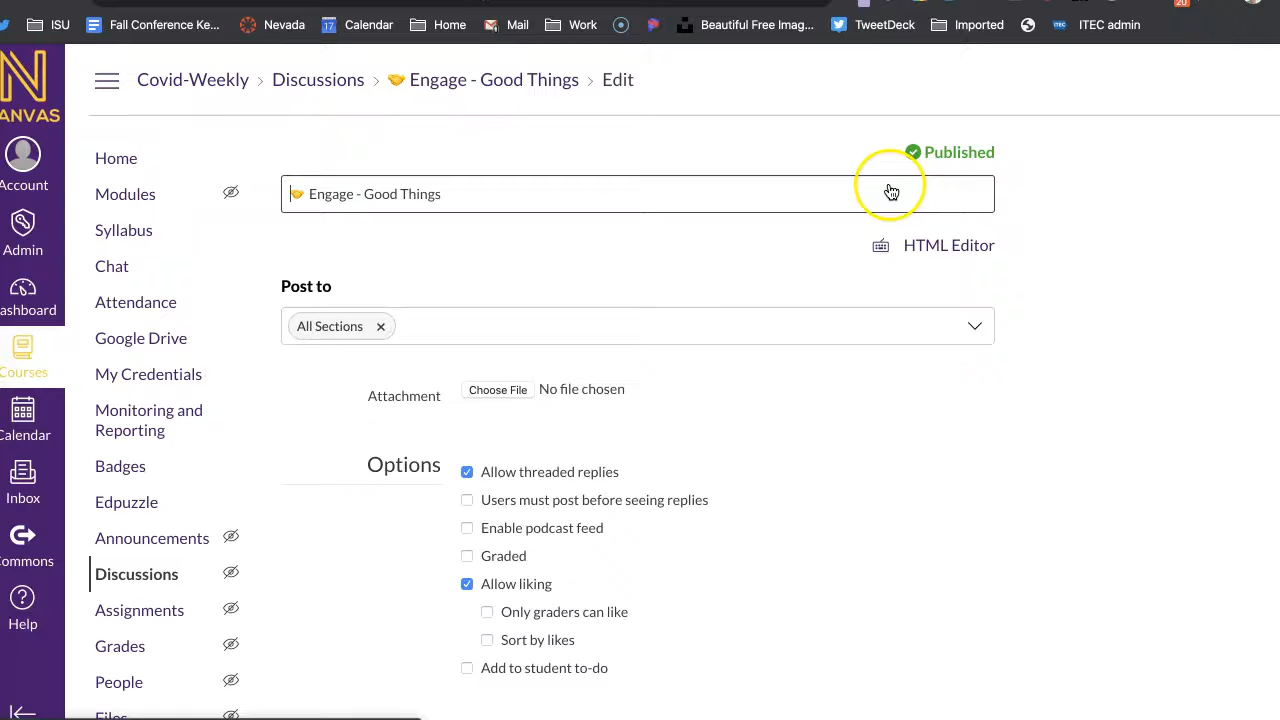 ISU Fall Conference Ke... Nevada 17 Calendar Home Mail Work Beautiful Free Imag... TweetDeck Imported ITEC admin
20
Covid-Weekly › Discussions › 🤝 Engage - Good Things › Edit
N
ANVAS
Account
Admin
ashboard
Courses
Calendar
Inbox
ommons
Help
Home
Modules
Syllabus
Chat
Attendance
Google Drive
My Credentials
Monitoring and
Reporting
Badges
Edpuzzle
Announcements
Discussions
Assignments
Grades
People
Files
Published
🤝 Engage - Good Things
HTML Editor
Post to
All Sections ×
Attachment Choose File No file chosen
Options
Allow threaded replies
Users must post before seeing replies
Enable podcast feed
Graded
Allow liking
Only graders can like
Sort by likes
Add to student to-do